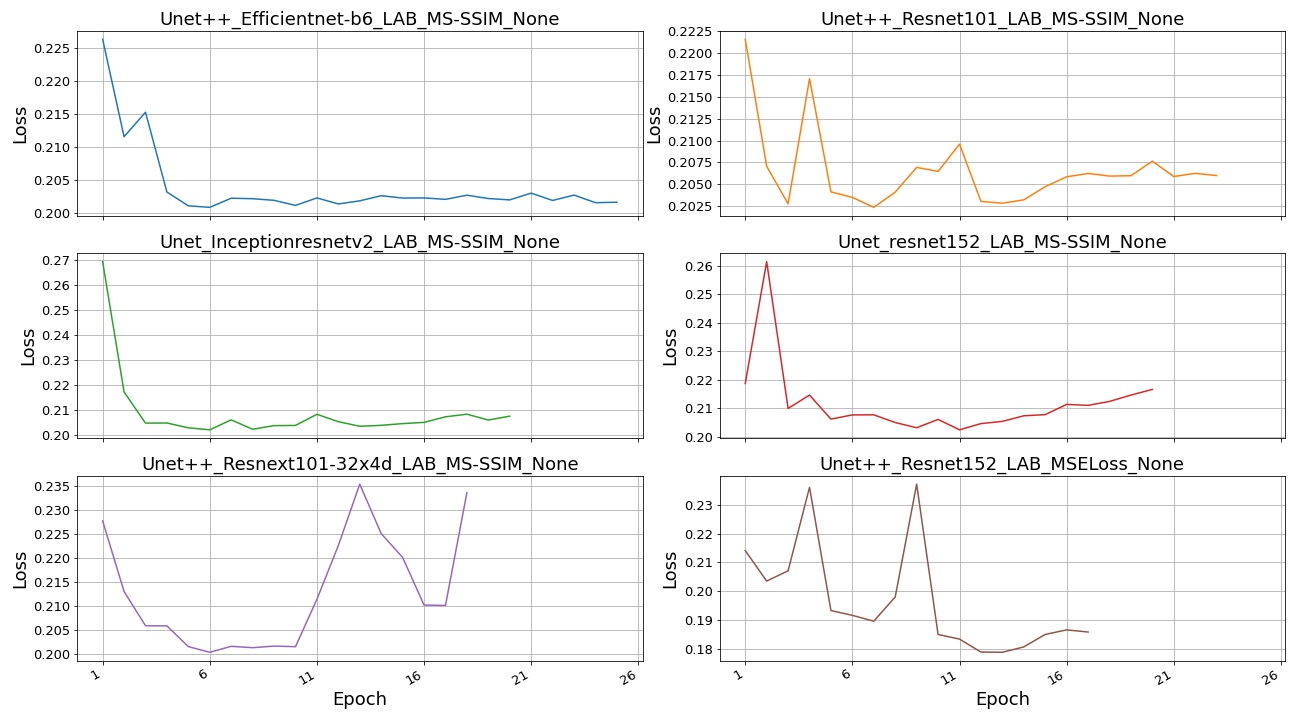 Unet++_Efficientnet-b6_LAB_MS-SSIM_None
0.225
0.220
0.215
0.210
0.205
0.200
Loss
Unet++_Resnet101_LAB_MS-SSIM_None
0.2225
0.2200
0.2175
0.2150
0.2125
0.2100
0.2075
0.2050
0.2025
Loss
Unet_Inceptionresnetv2_LAB_MS-SSIM_None
0.27
0.26
0.25
0.24
0.23
0.22
0.21
0.20
Loss
Unet_resnet152_LAB_MS-SSIM_None
0.26
0.25
0.24
0.23
0.22
0.21
0.20
Loss
Unet++_Resnext101-32x4d_LAB_MS-SSIM_None
0.235
0.230
0.225
0.220
0.215
0.210
0.205
0.200
Loss
1 6 11 16 21 26
Epoch
Unet++_Resnet152_LAB_MSELoss_None
0.23
0.22
0.21
0.20
0.19
0.18
Loss
1 6 11 16 21 26
Epoch